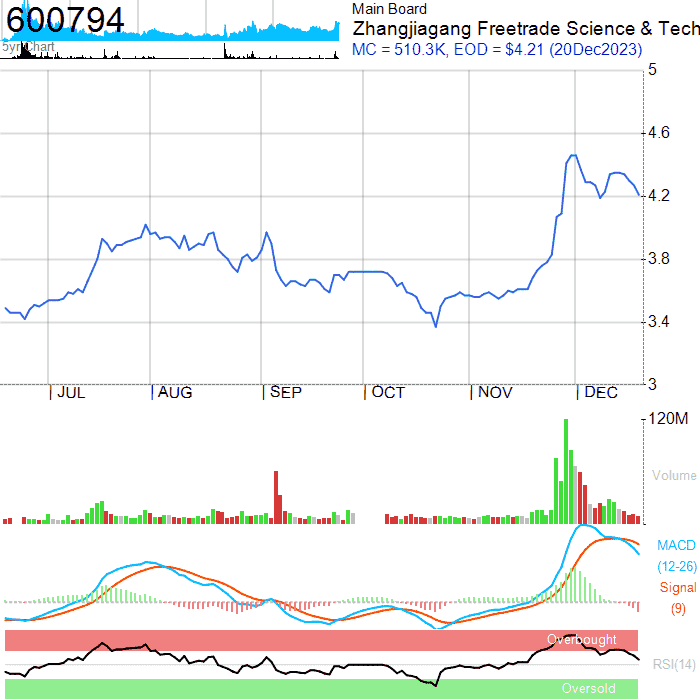 600794
5yr Chart
Main Board
Zhangjiagang Freetrade Science & Tech
MC = 510.3K, EOD = $4.21 (20Dec2023)
5
4.6
4.2
3.8
3.4
3
JUL
AUG
SEP
OCT
NOV
DEC
120M
Volume
MACD
(12-26)
Signal
(9)
Overbought
RSI(14)
Oversold